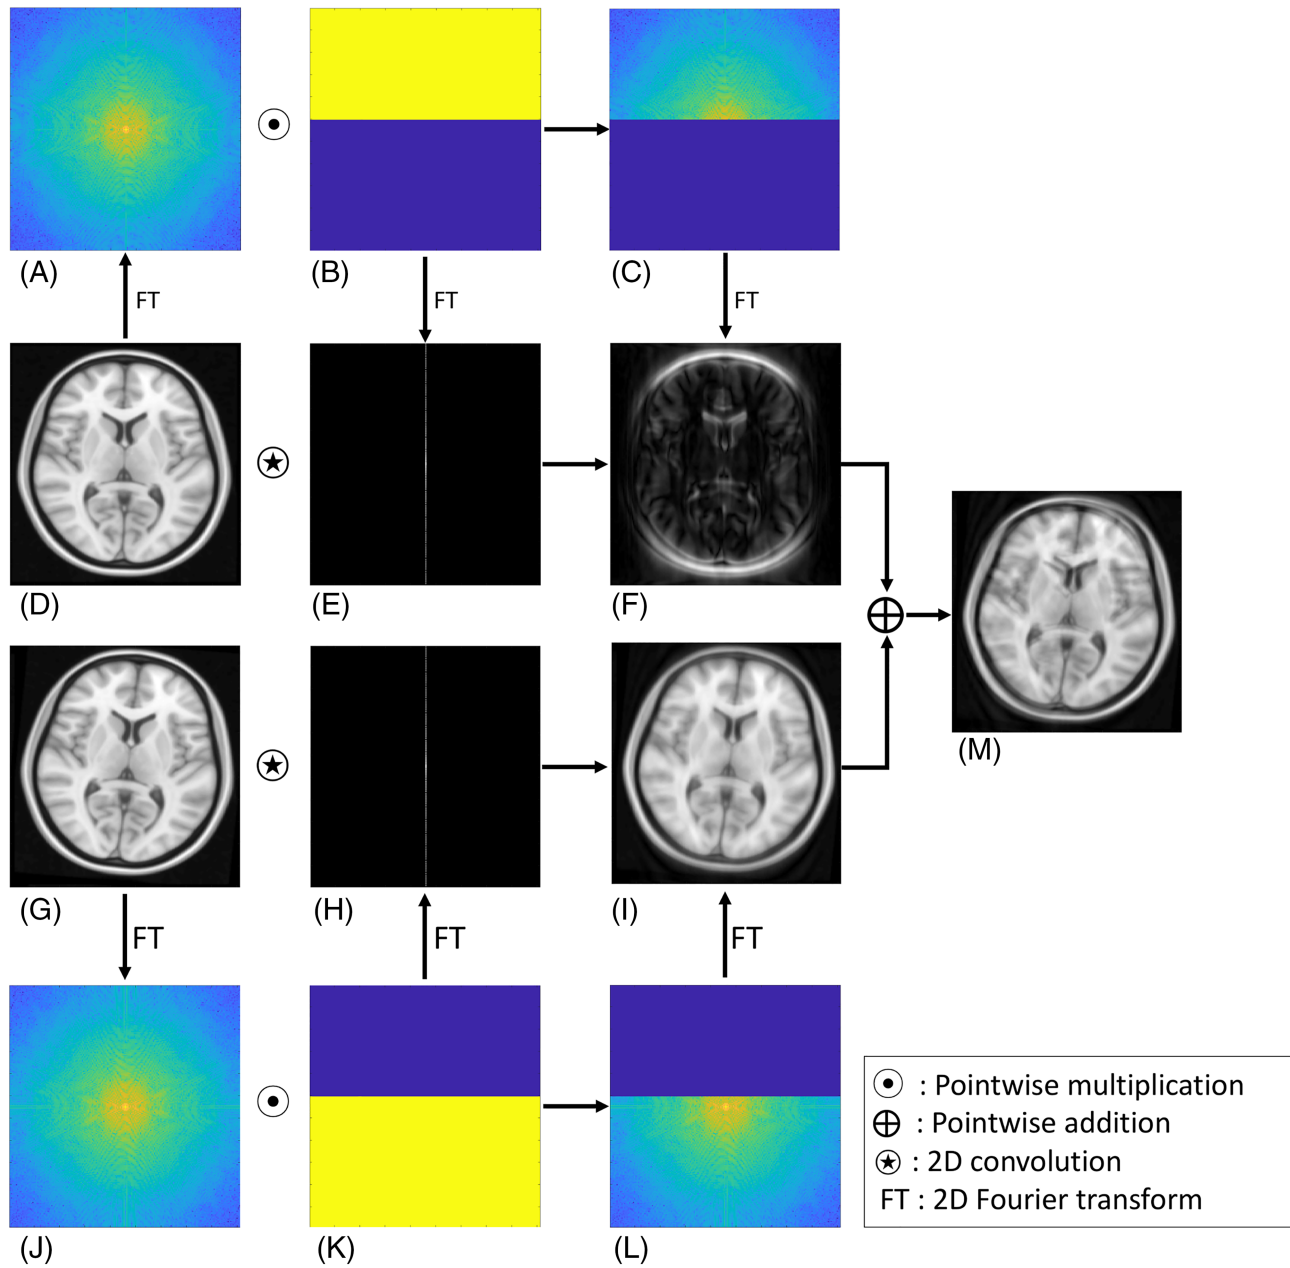 (A)
(B)
(C)
FT
FT
FT
(D)
(E)
(F)
(G)
(H)
(I)
(M)
FT
FT
FT
(J)
(K)
(L)
: Pointwise multiplication
: Pointwise addition
: 2D convolution
FT : 2D Fourier transform